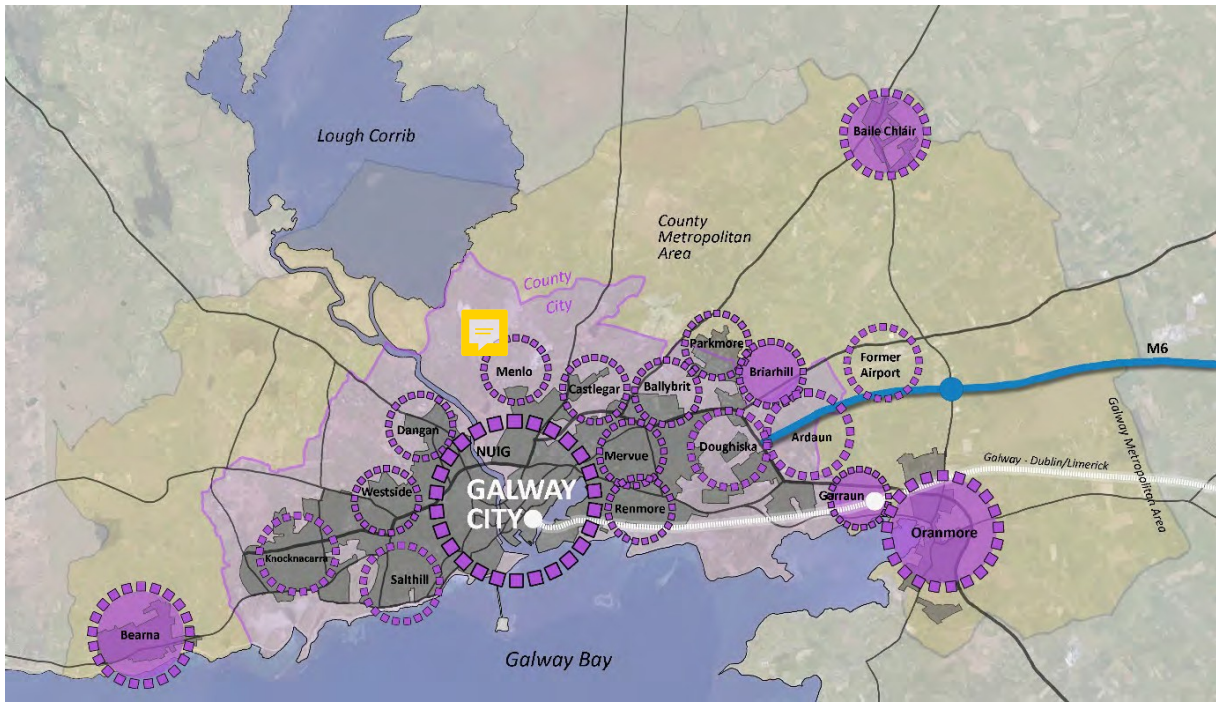 Lough Corrib
Baile Chláir
County
Metropolitan
Area
County
City
Parkmore
M6
Former
Airport
Menlo
Briarhill
Castlegar
Ballybrit
Galway Metropolitan Area
Dangan
Ardaun
Doughiska
NUIG
Mervue
Galway - Dublin/Limerick
GALWAY
CITY
Westside
Garraun
Renmore
Oranmore
Knocknacarra
Salthill
Bearna
Galway Bay